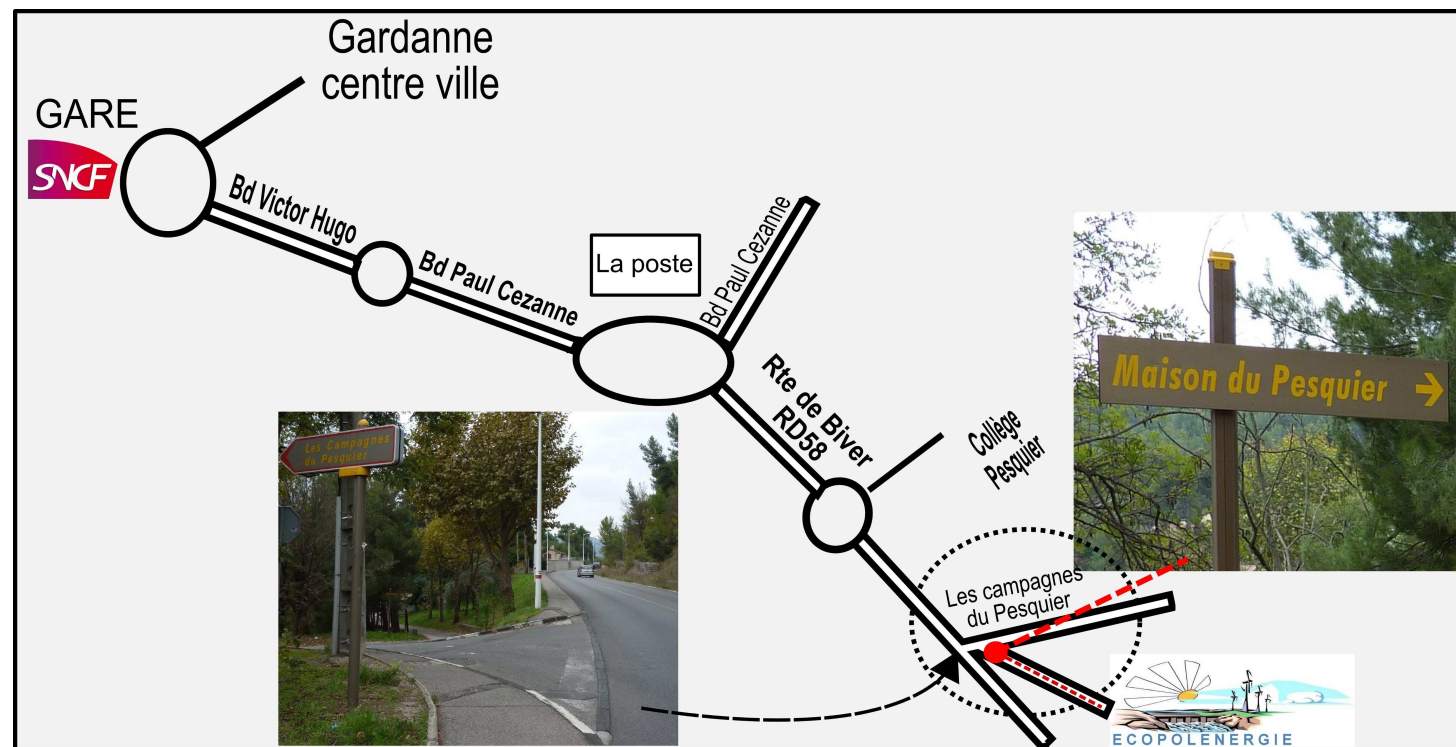 Gardanne
centre ville
GARE
SNCF
Bd Victor Hugo
Bd Paul Cezanne
La poste
Bd Paul Cezanne
Rte de Biver
RD58
Collège
Pesquier
Maison du Pesquier →
Les Campagnes
du Pesquier
Les campagnes
du Pesquier
ECOPOLENERGIE